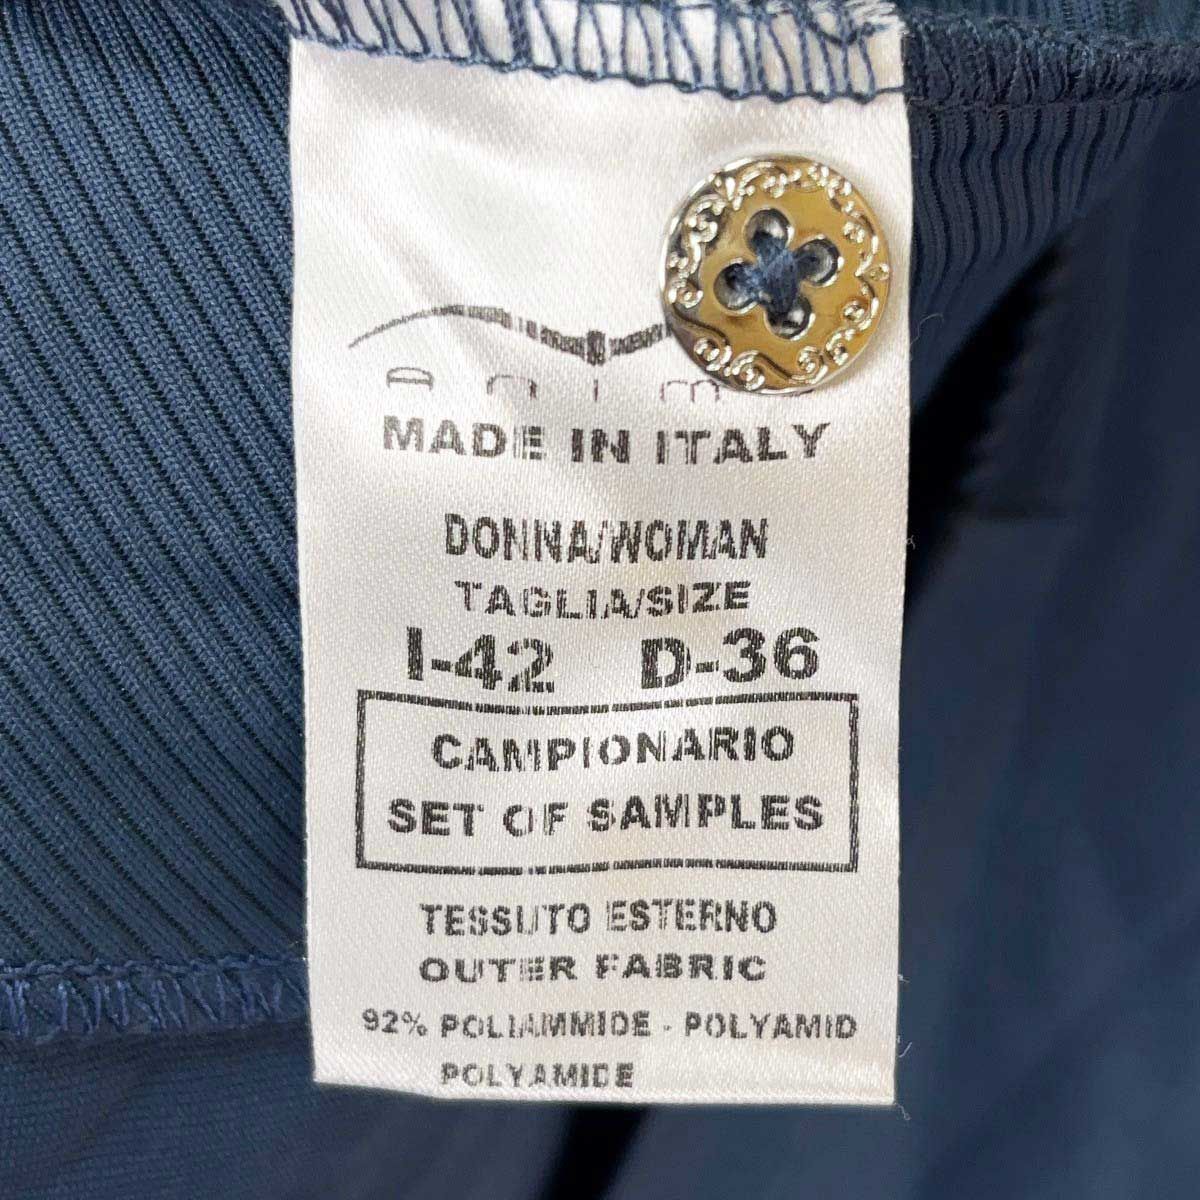 MADE IN ITALY
DONNA/WOMAN
TAGLIA/SIZE
I-42 D-36
CAMPIONARIO
SET OF SAMPLES
TESSUTO ESTERNO
OUTER FABRIC
92% POLIAMMIDE - POLYAMID
POLYAMIDE